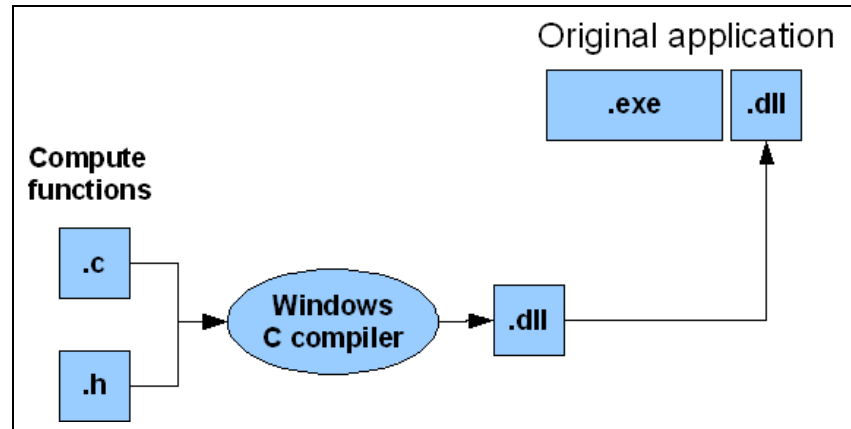 Original application
.exe
.dll
Compute
functions
.c
Windows
C compiler
.dll
.h